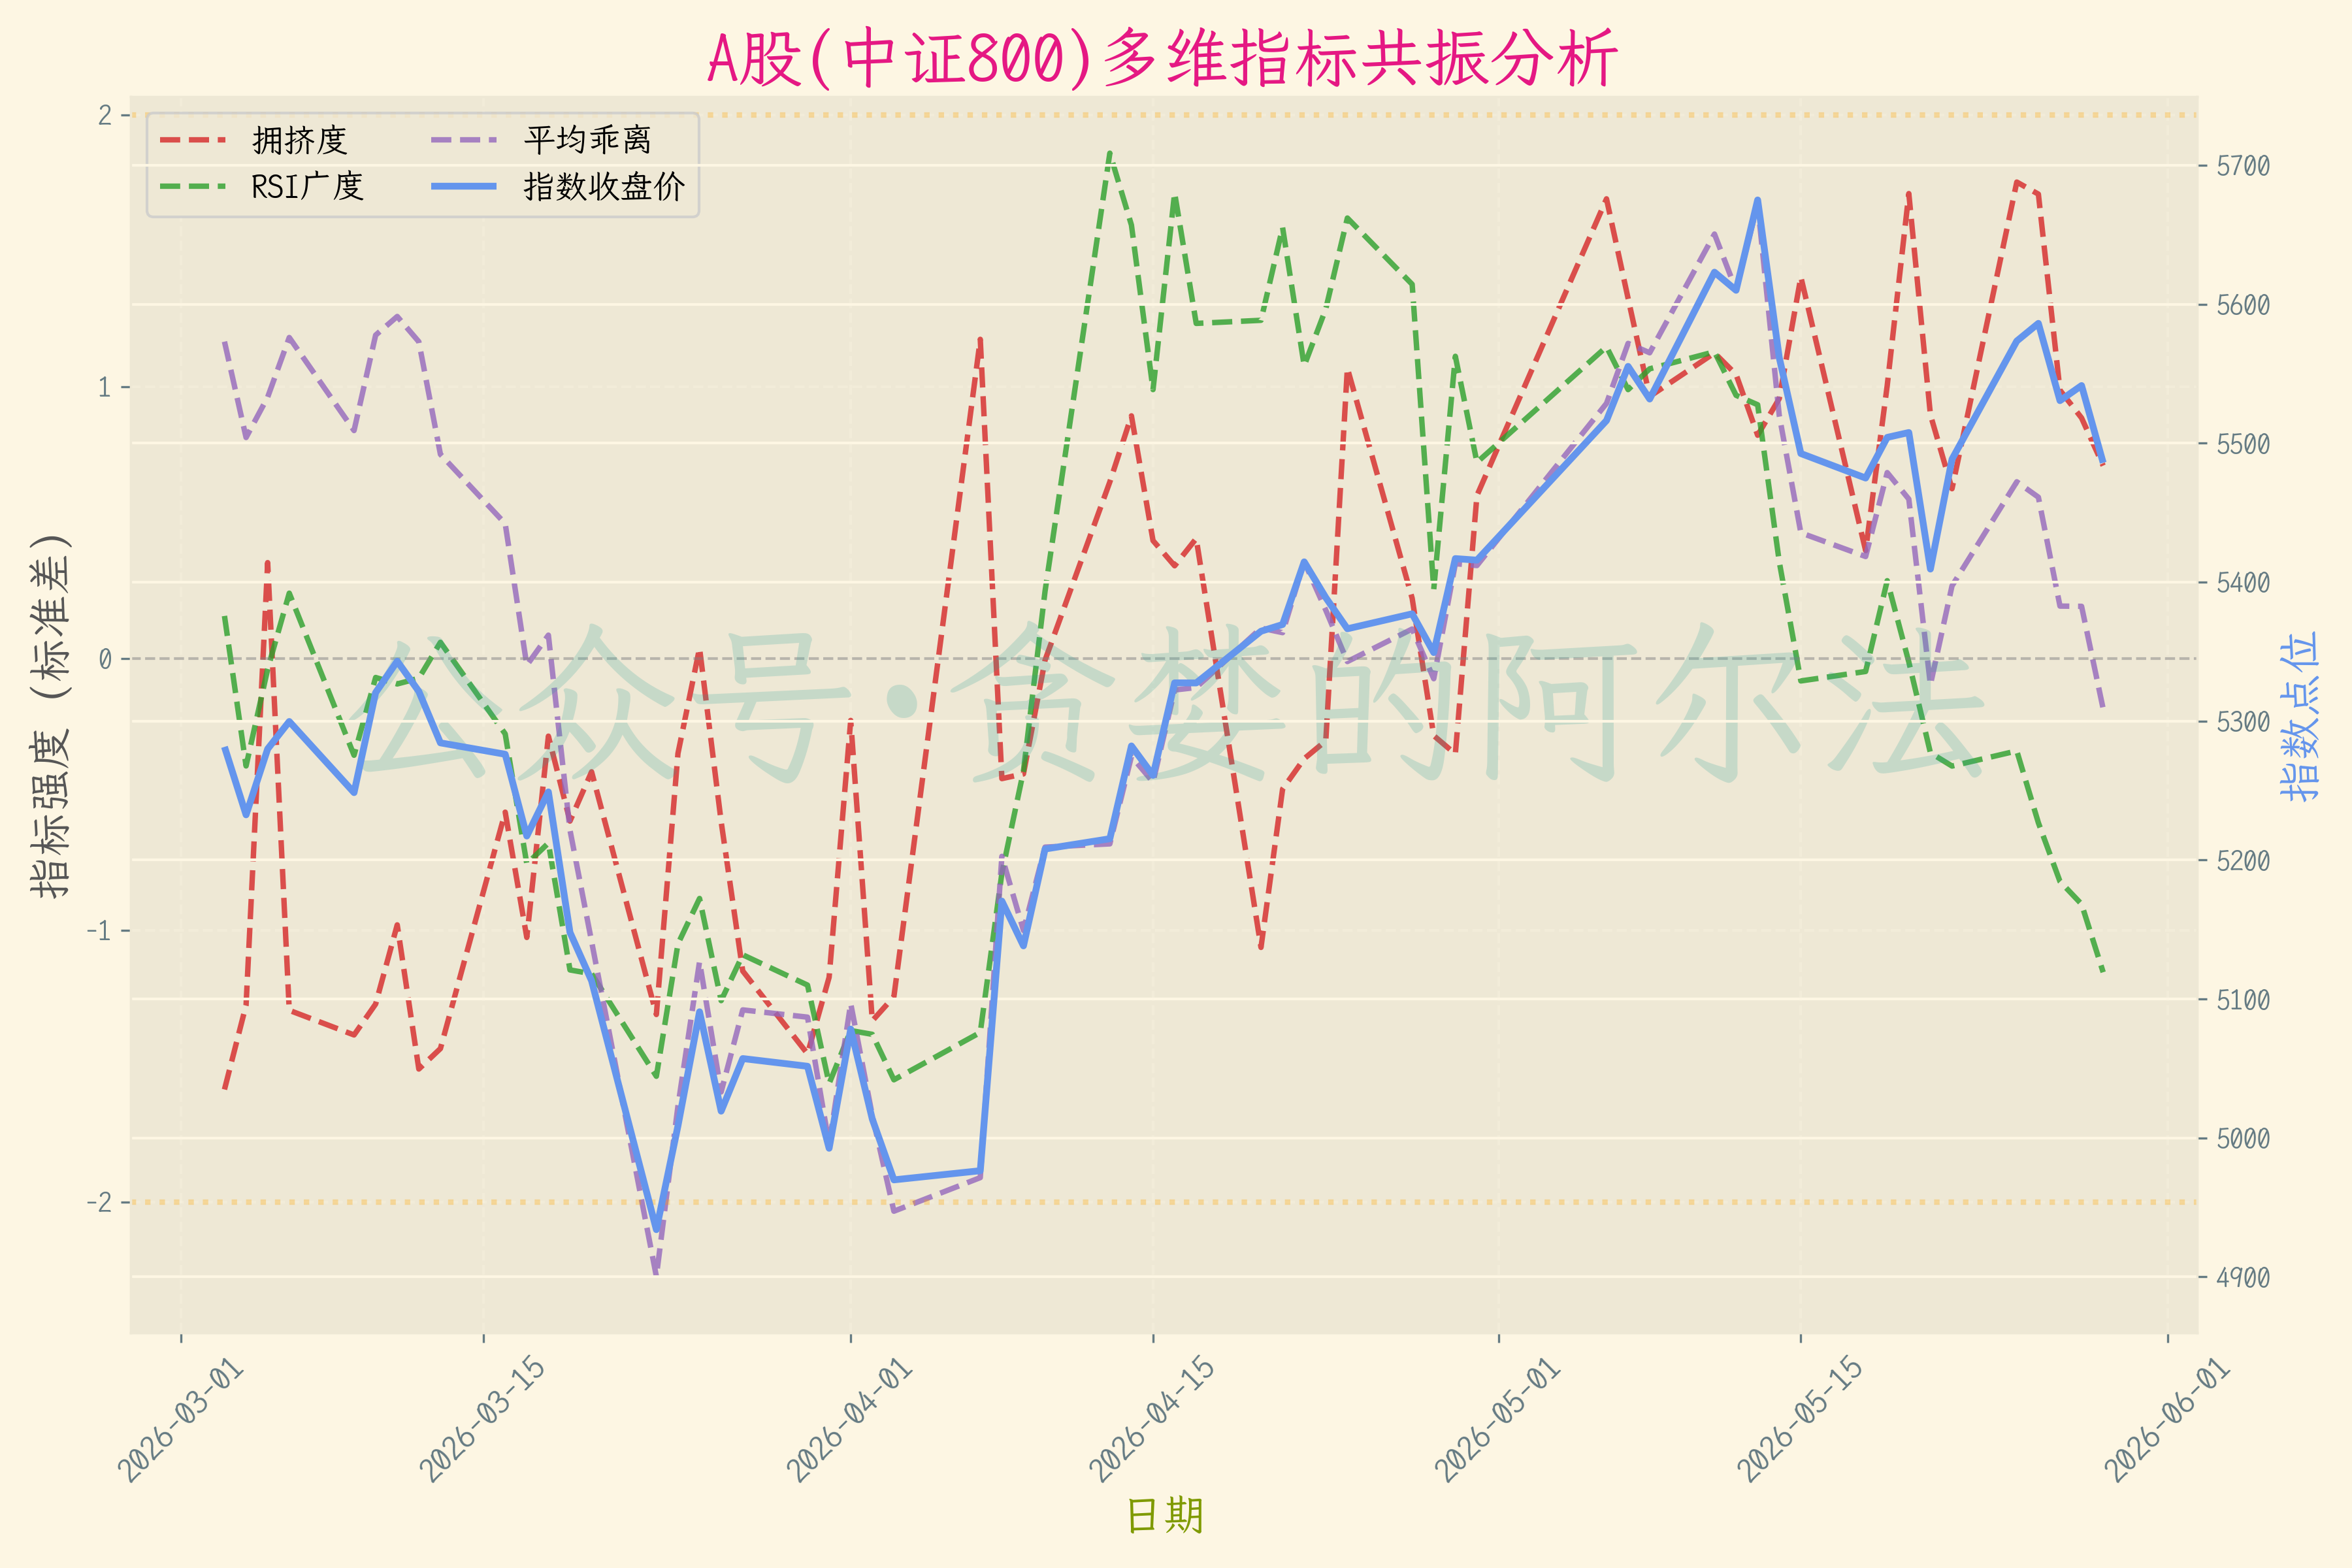 A股(中证800)多维指标共振分析
拥挤度
RSI广度
平均乖离
指数收盘价
2
1
0
-1
-2
指标强度 (标准差)
5700
5600
5500
5400
5300
5200
5100
5000
4900
指数点位
2026-03-01
2026-03-15
2026-04-01
2026-04-15
2026-05-01
2026-05-15
2026-06-01
日期
公众号·贪婪的阿尔法